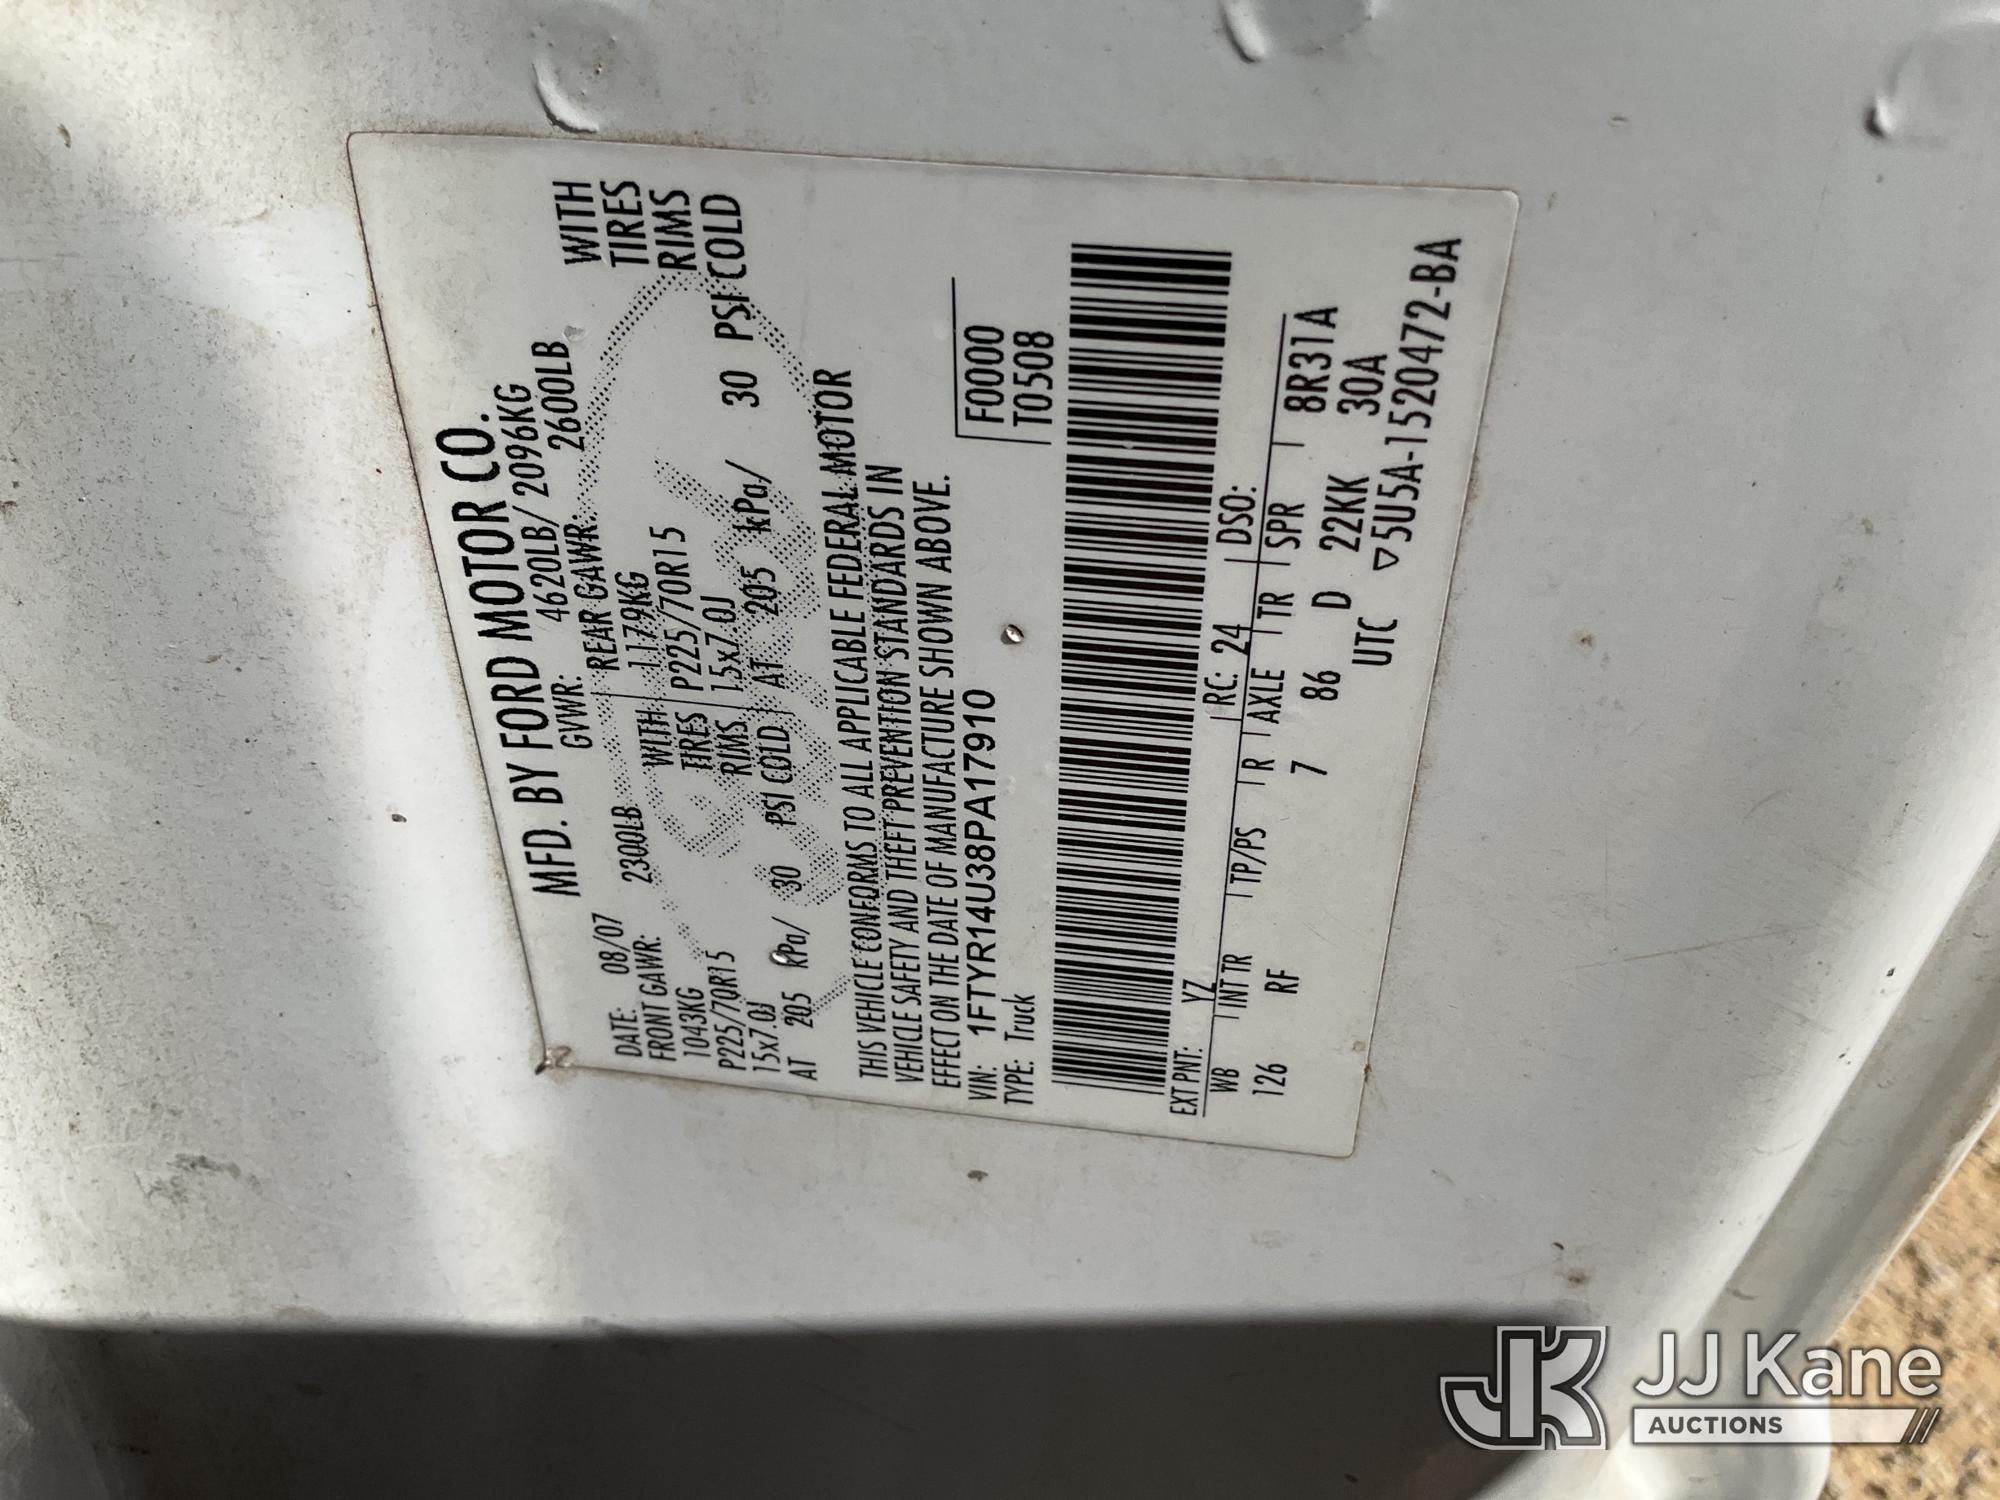 MFD. BY FORD MOTOR CO.
DATE: 08/07 GVWR: 4620LB/ 2096KG
FRONT GAWR: 2300LB REAR GAWR: 2600LB
1043KG WITH 1179KG WITH
P225/70R15 TIRES P225/70R15 TIRES
15x7.0J RIMS 15x7.0J RIMS
AT 205 kPa/ 30 PSI COLD AT 205 kPa/ 30 PSI COLD
THIS VEHICLE CONFORMS TO ALL APPLICABLE FEDERAL MOTOR
VEHICLE SAFETY AND THEFT PREVENTION STANDARDS IN
EFFECT ON THE DATE OF MANUFACTURE SHOWN ABOVE.
VIN: 1FTYR14U38PA17910 F0000
TYPE: Truck T0508
EXT PNT: YZ RC: 24 DSO:
WB INT TR TP/PS R AXLE TR SPR 8R31A
126 RF 7 86 D 22KK 30A
UTC ▽5U5A-1520472-BA
JK JJ Kane
AUCTIONS